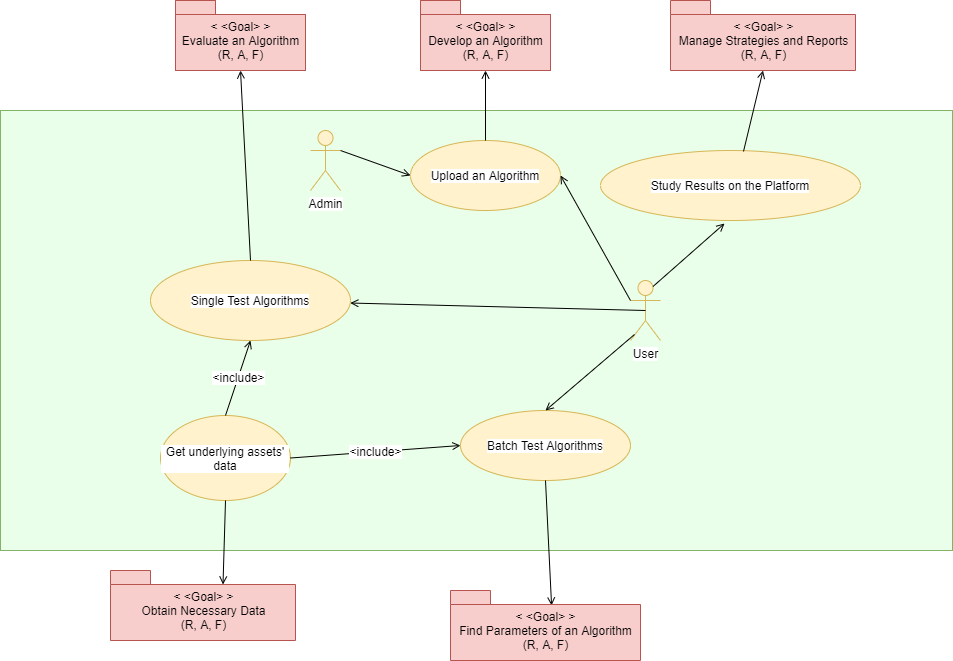 < <Goal> >
Evaluate an Algorithm
(R, A, F)
< <Goal> >
Develop an Algorithm
(R, A, F)
< <Goal> >
Manage Strategies and Reports
(R, A, F)
Admin
Upload an Algorithm
Study Results on the Platform
Single Test Algorithms
User
<include>
Get underlying assets'
data
<include>
Batch Test Algorithms
< <Goal> >
Obtain Necessary Data
(R, A, F)
< <Goal> >
Find Parameters of an Algorithm
(R, A, F)